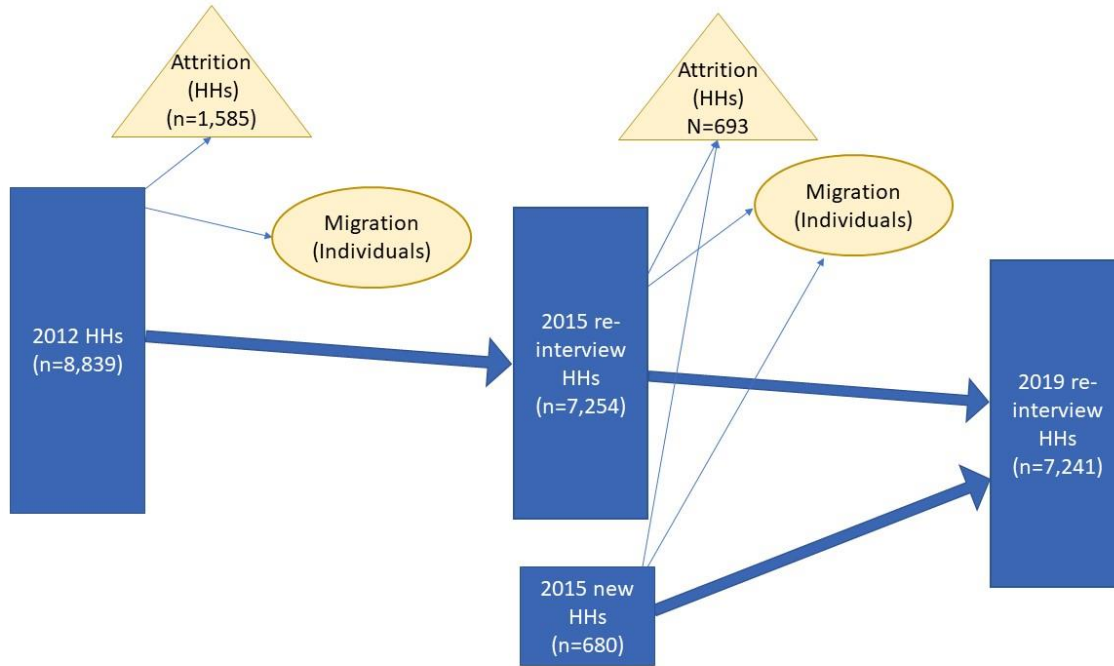 Attrition
(HHs)
(n=1,585)
Attrition
(HHs)
N=693
Migration
(Individuals)
Migration
(Individuals)
2012 HHs
(n=8,839)
2015 re-
interview
HHs
(n=7,254)
2019 re-
interview
HHs
(n=7,241)
2015 new
HHs
(n=680)